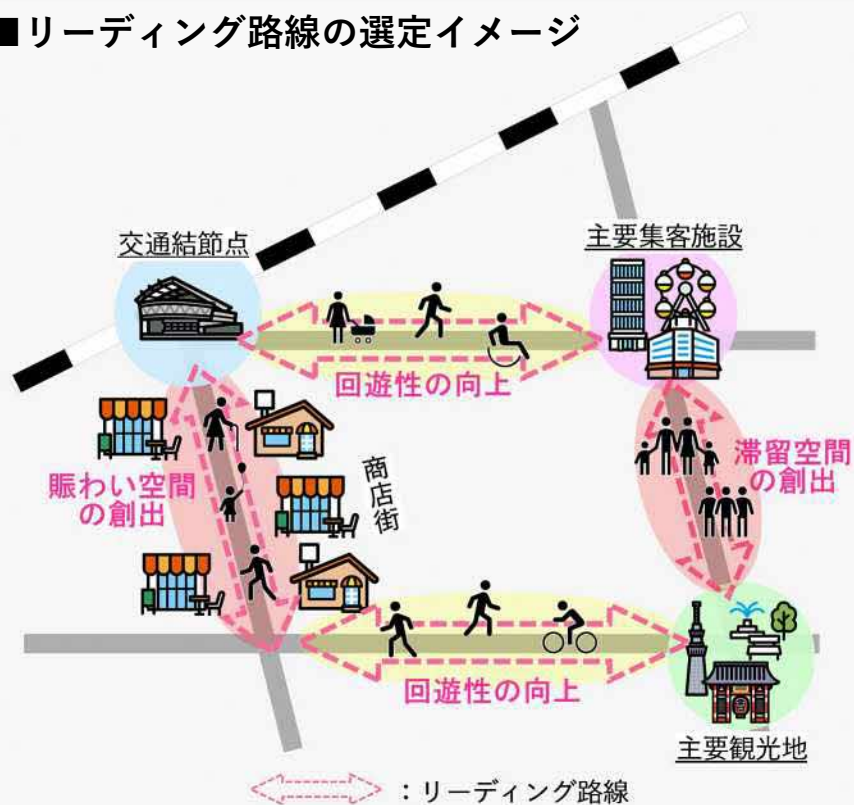 ■リーディング路線の選定イメージ
交通結節点
主要集客施設
回遊性の向上
賑わい空間
の創出
商店街
滞留空間
の創出
回遊性の向上
主要観光地
：リーディング路線